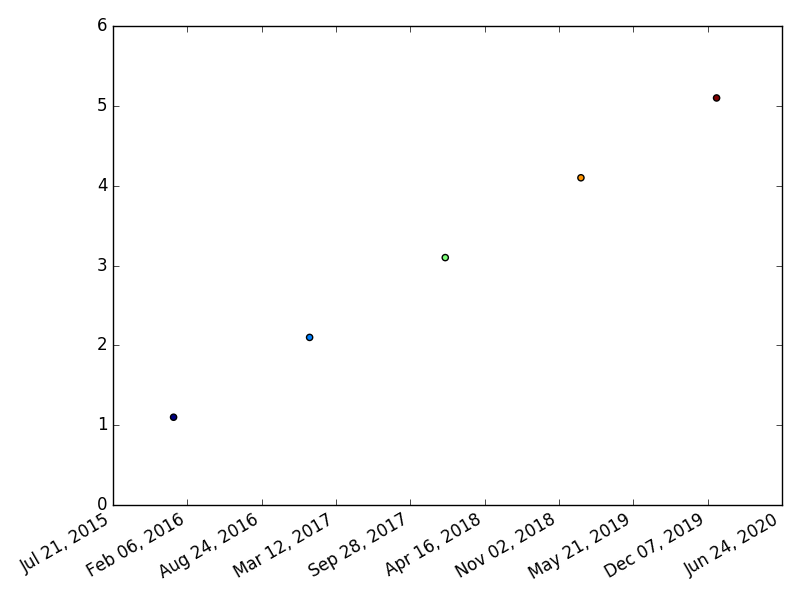 6
5
4
3
2
1
0
Jul 21, 2015
Feb 06, 2016
Aug 24, 2016
Mar 12, 2017
Sep 28, 2017
Apr 16, 2018
Nov 02, 2018
May 21, 2019
Dec 07, 2019
Jun 24, 2020